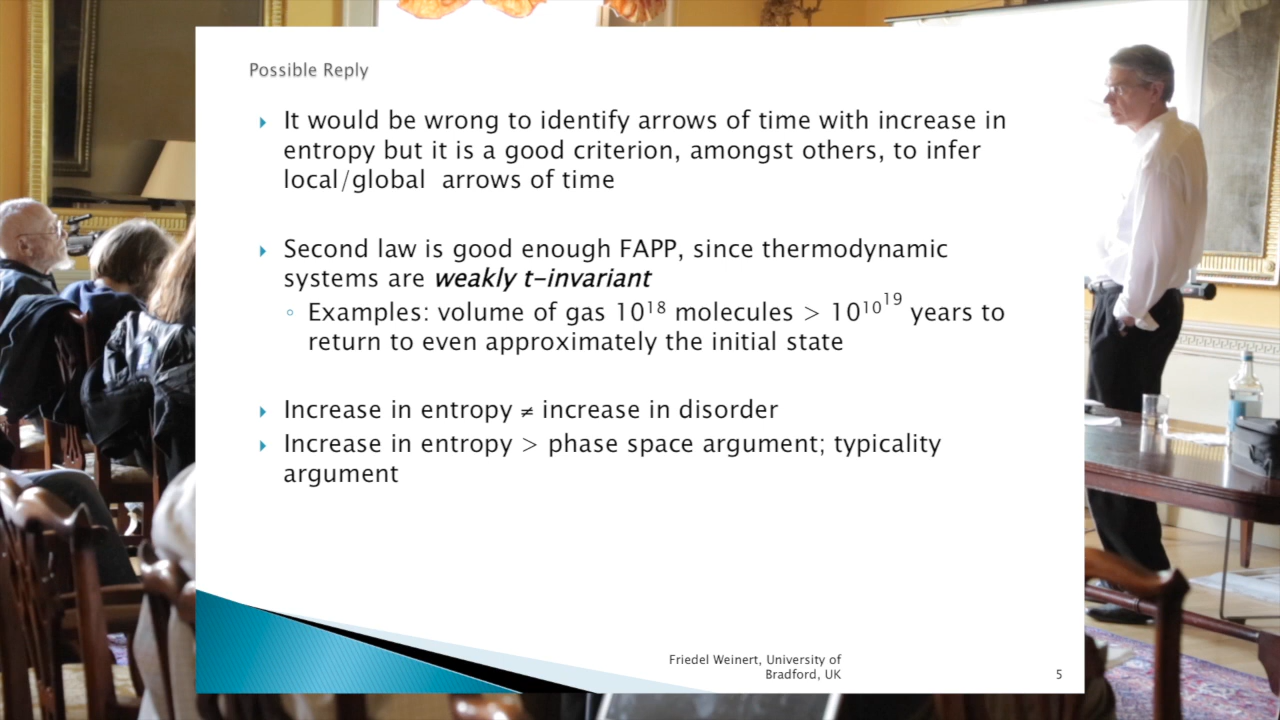 Possible Reply
It would be wrong to identify arrows of time with increase in
entropy but it is a good criterion, amongst others, to infer
local/global  arrows of time
Second law is good enough FAPP, since thermodynamic
systems are weakly t-invariant
Examples: volume of gas 10¹⁸ molecules > 10¹⁰^¹⁹ years to
return to even approximately the initial state
Increase in entropy ≠ increase in disorder
Increase in entropy > phase space argument; typicality
argument
Friedel Weinert, University of
Bradford, UK
5